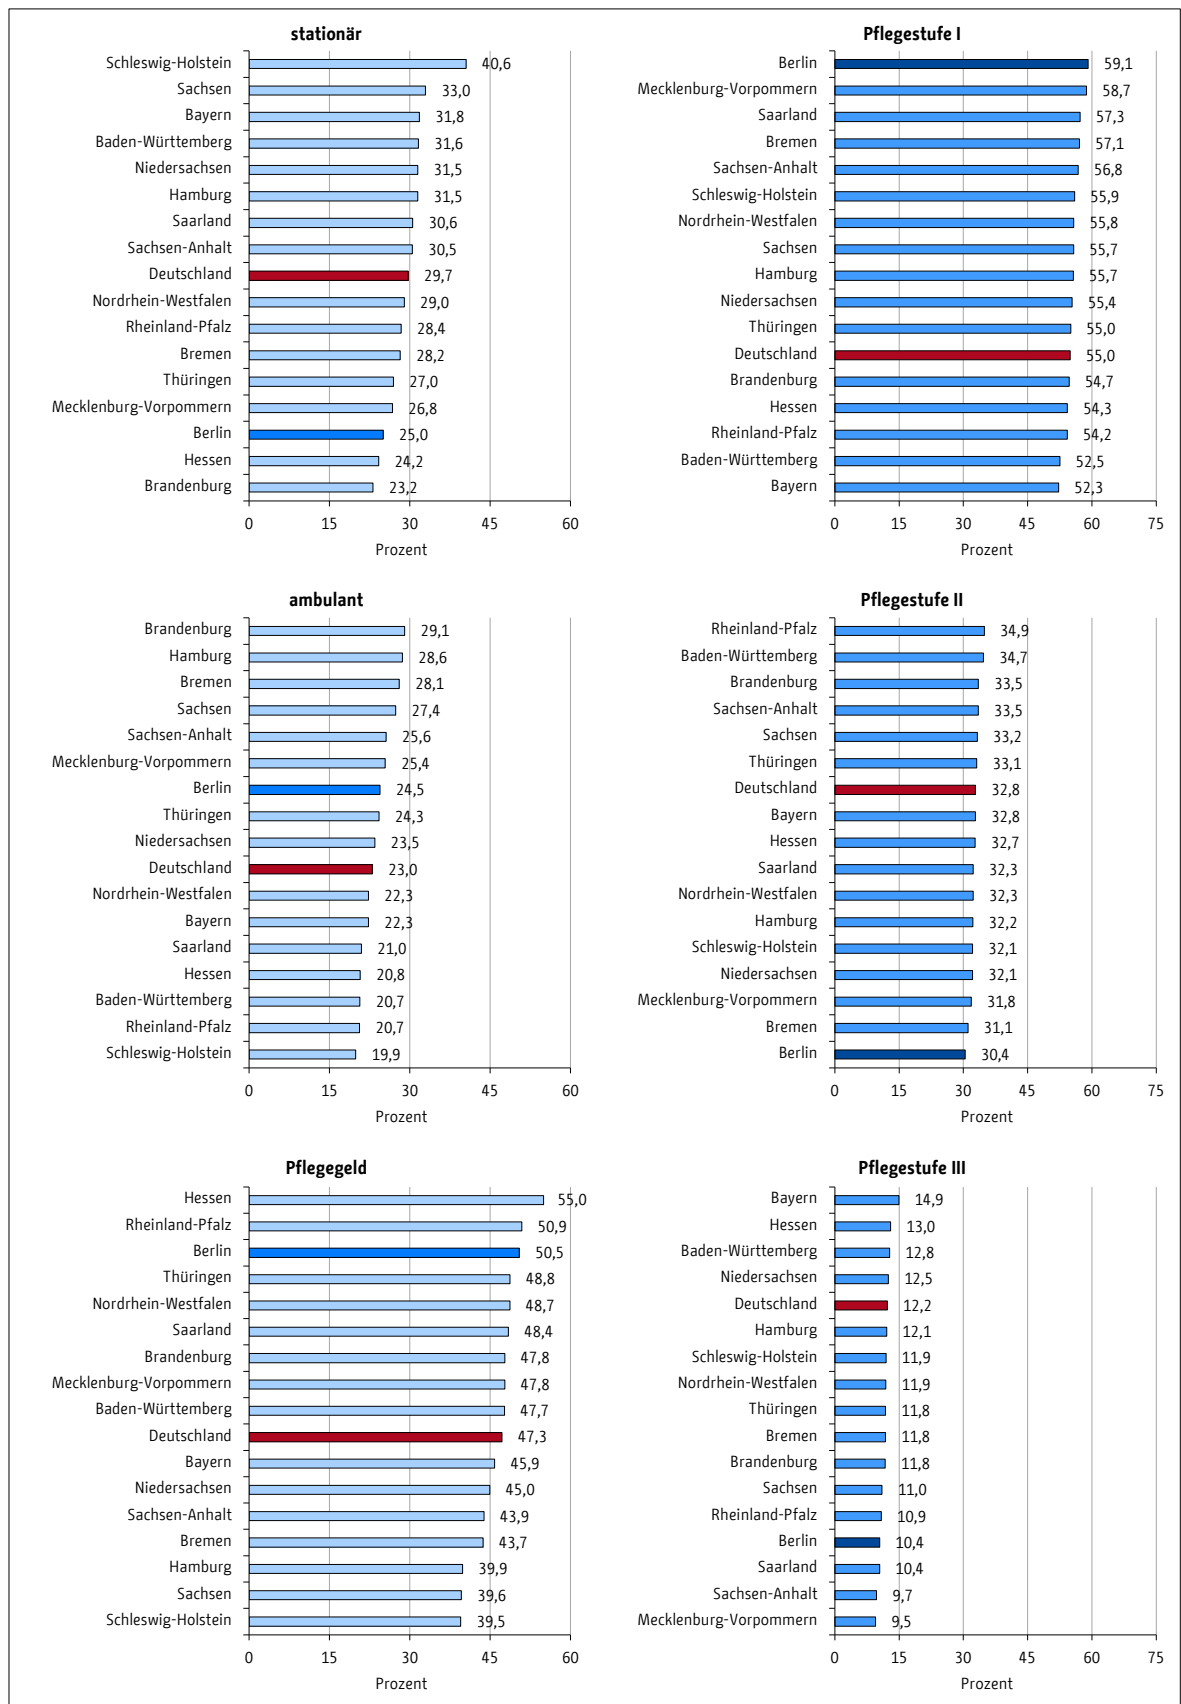 stationär
Schleswig-Holstein 40,6
Sachsen 33,0
Bayern 31,8
Baden-Württemberg 31,6
Niedersachsen 31,5
Hamburg 31,5
Saarland 30,6
Sachsen-Anhalt 30,5
Deutschland 29,7
Nordrhein-Westfalen 29,0
Rheinland-Pfalz 28,4
Bremen 28,2
Thüringen 27,0
Mecklenburg-Vorpommern 26,8
Berlin 25,0
Hessen 24,2
Brandenburg 23,2
0 15 30 45 60
Prozent
Pflegestufe I
Berlin 59,1
Mecklenburg-Vorpommern 58,7
Saarland 57,3
Bremen 57,1
Sachsen-Anhalt 56,8
Schleswig-Holstein 55,9
Nordrhein-Westfalen 55,8
Sachsen 55,7
Hamburg 55,7
Niedersachsen 55,4
Thüringen 55,0
Deutschland 55,0
Brandenburg 54,7
Hessen 54,3
Rheinland-Pfalz 54,2
Baden-Württemberg 52,5
Bayern 52,3
0 15 30 45 60 75
Prozent
ambulant
Brandenburg 29,1
Hamburg 28,6
Bremen 28,1
Sachsen 27,4
Sachsen-Anhalt 25,6
Mecklenburg-Vorpommern 25,4
Berlin 24,5
Thüringen 24,3
Niedersachsen 23,5
Deutschland 23,0
Nordrhein-Westfalen 22,3
Bayern 22,3
Saarland 21,0
Hessen 20,8
Baden-Württemberg 20,7
Rheinland-Pfalz 20,7
Schleswig-Holstein 19,9
0 15 30 45 60
Prozent
Pflegestufe II
Rheinland-Pfalz 34,9
Baden-Württemberg 34,7
Brandenburg 33,5
Sachsen-Anhalt 33,5
Sachsen 33,2
Thüringen 33,1
Deutschland 32,8
Bayern 32,8
Hessen 32,7
Saarland 32,3
Nordrhein-Westfalen 32,3
Hamburg 32,2
Schleswig-Holstein 32,1
Niedersachsen 32,1
Mecklenburg-Vorpommern 31,8
Bremen 31,1
Berlin 30,4
0 15 30 45 60 75
Prozent
Pflegegeld
Hessen 55,0
Rheinland-Pfalz 50,9
Berlin 50,5
Thüringen 48,8
Nordrhein-Westfalen 48,7
Saarland 48,4
Brandenburg 47,8
Mecklenburg-Vorpommern 47,8
Baden-Württemberg 47,7
Deutschland 47,3
Bayern 45,9
Niedersachsen 45,0
Sachsen-Anhalt 43,9
Bremen 43,7
Hamburg 39,9
Sachsen 39,6
Schleswig-Holstein 39,5
0 15 30 45 60
Prozent
Pflegestufe III
Bayern 14,9
Hessen 13,0
Baden-Württemberg 12,8
Niedersachsen 12,5
Deutschland 12,2
Hamburg 12,1
Schleswig-Holstein 11,9
Nordrhein-Westfalen 11,9
Thüringen 11,8
Bremen 11,8
Brandenburg 11,8
Sachsen 11,0
Rheinland-Pfalz 10,9
Berlin 10,4
Saarland 10,4
Sachsen-Anhalt 9,7
Mecklenburg-Vorpommern 9,5
0 15 30 45 60 75
Prozent